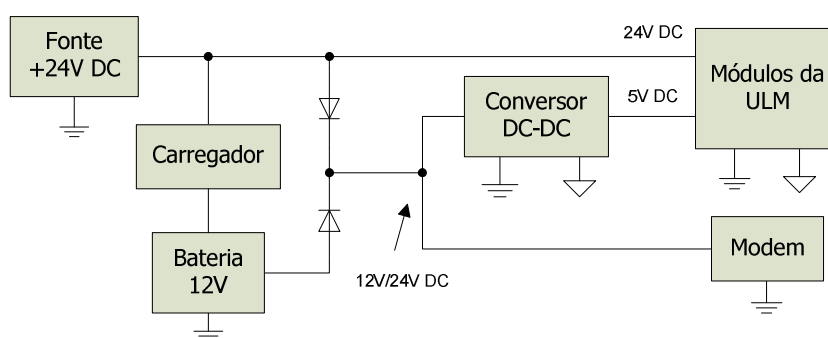 Fonte
+24V DC
24V DC
Módulos da
ULM
Conversor
DC-DC
5V DC
Carregador
Bateria
12V
12V/24V DC
Modem